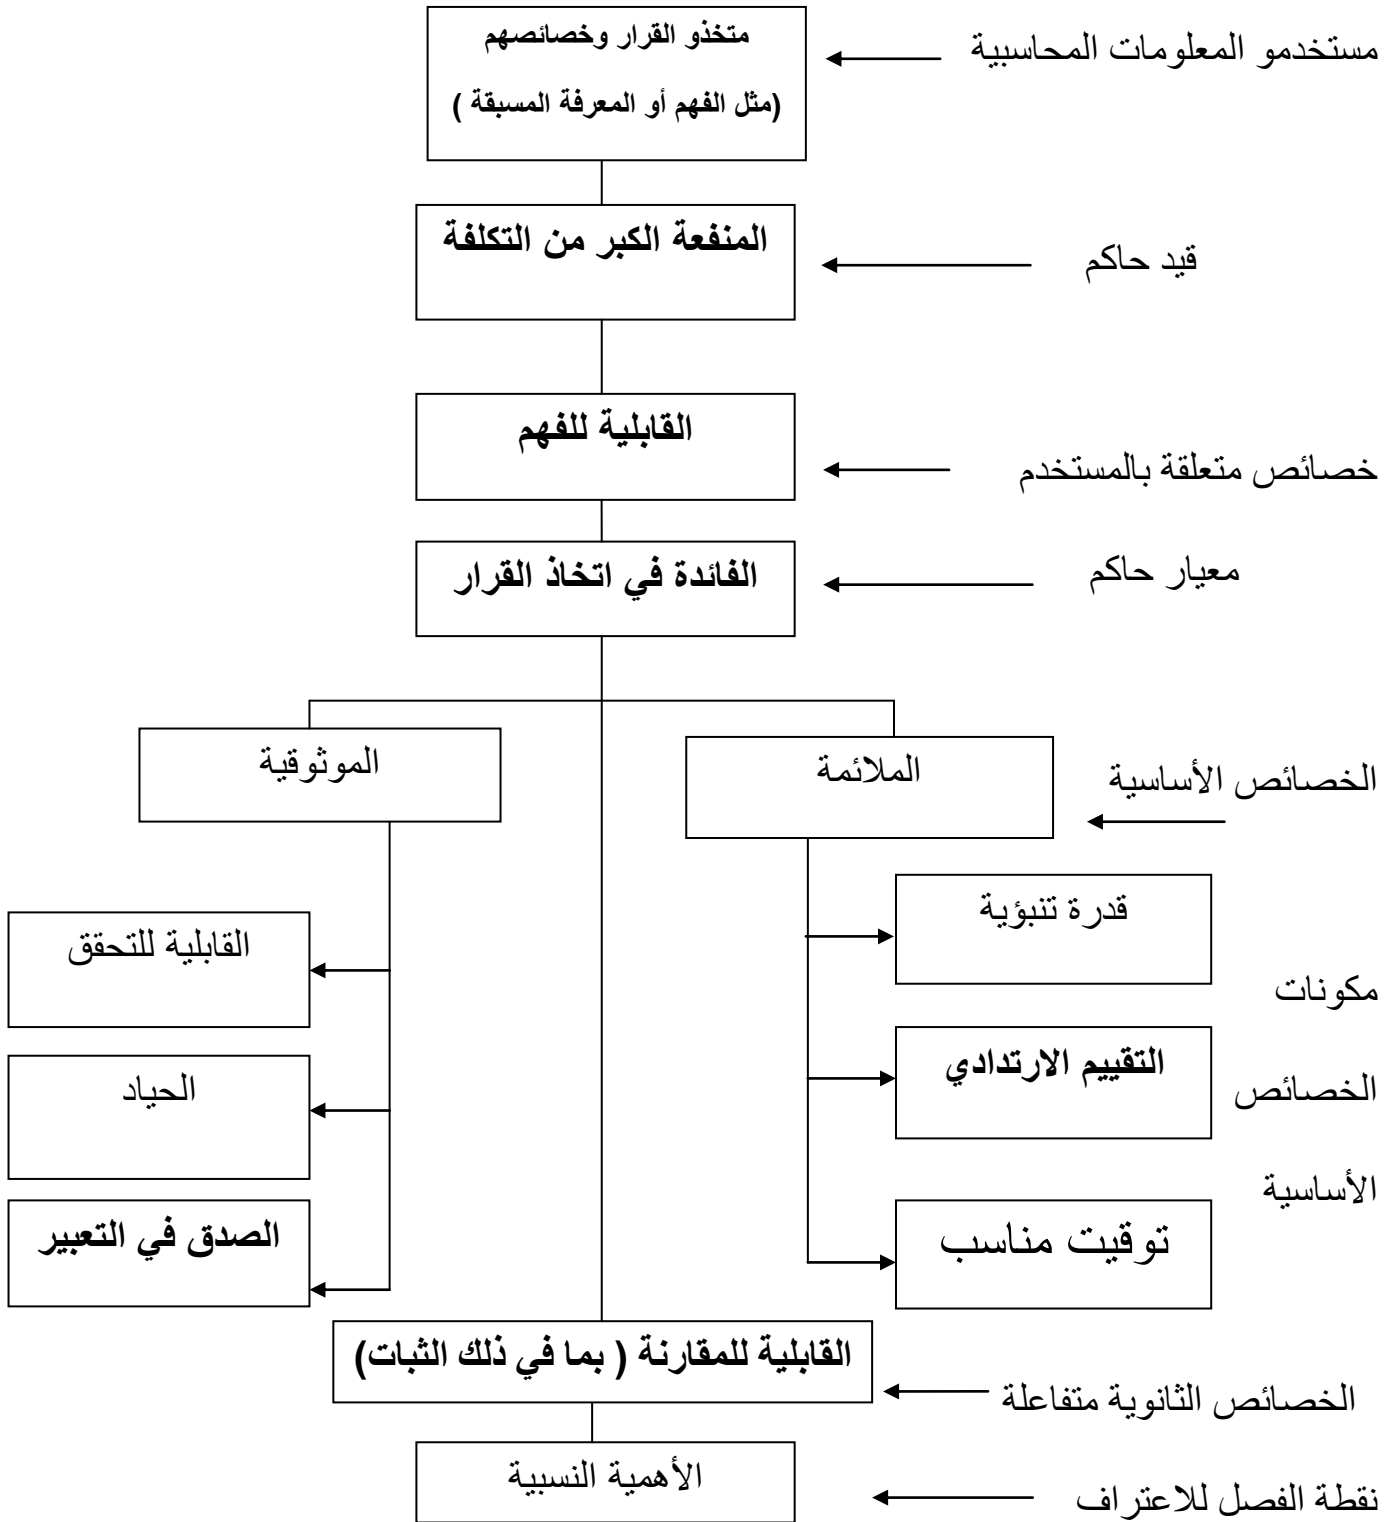 متخذو القرار وخصائصهم
(مثل الفهم أو المعرفة المسبقة )
مستخدمو المعلومات المحاسبية
المنفعة الكبر من التكلفة
قيد حاكم
القابلية للفهم
خصائص متعلقة بالمستخدم
الفائدة في اتخاذ القرار
معيار حاكم
الخصائص الأساسية
الملائمة
الموثوقية
قدرة تنبؤية
القابلية للتحقق
مكونات
التقييم الارتدادي
الحياد
الخصائص
الأساسية
توقيت مناسب
الصدق في التعبير
القابلية للمقارنة ( بما في ذلك الثبات)
الخصائص الثانوية متفاعلة
الأهمية النسبية
نقطة الفصل للاعتراف